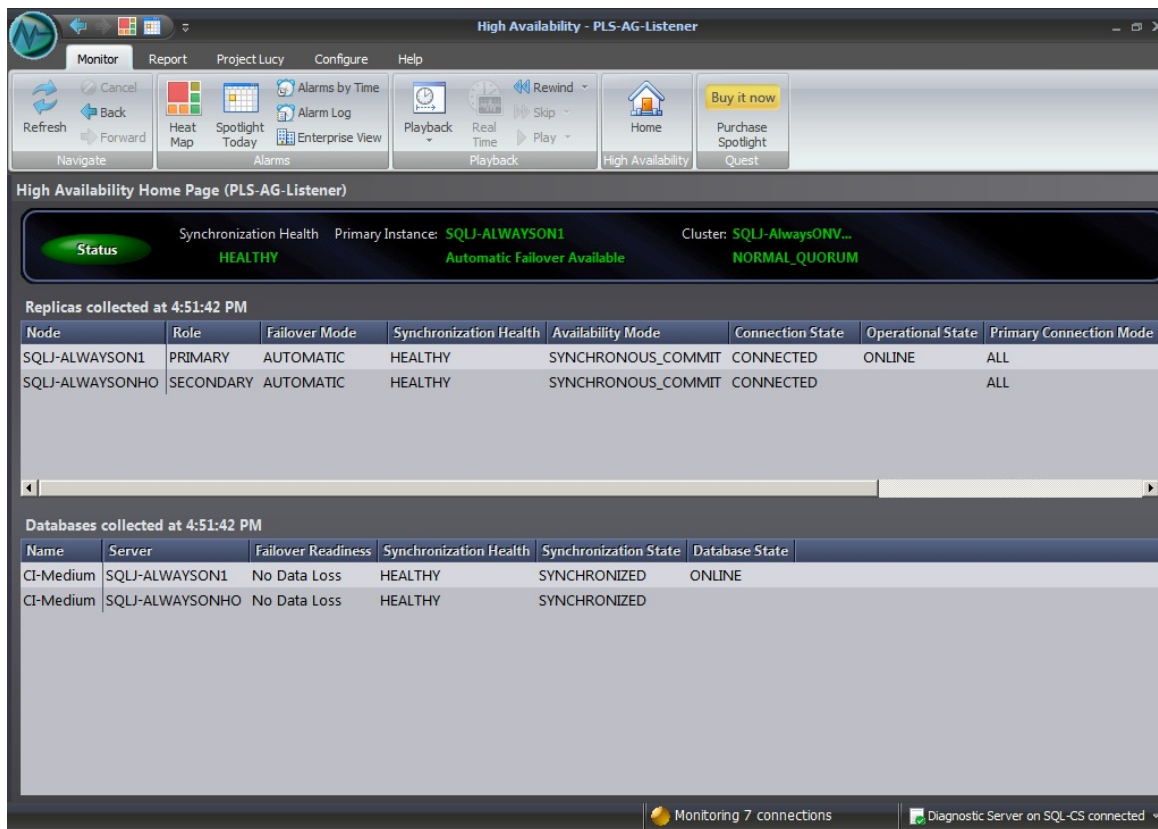 High Availability - PLS-AG-Listener
Monitor Report Project Lucy Configure Help
Refresh
Cancel
Back
Forward
Navigate
Heat Map
Spotlight Today
Alarms by Time
Alarm Log
Enterprise View
Alarms
Playback
Real Time
Rewind
Skip
Play
Playback
Home
High Availability
Buy it now
Purchase Spotlight
Quest
High Availability Home Page (PLS-AG-Listener)
Status
Synchronization Health Primary Instance: SQLJ-ALWAYSON1 Cluster: SQLJ-AlwaysONV...
HEALTHY Automatic Failover Available NORMAL_QUORUM
Replicas collected at 4:51:42 PM
Node Role Failover Mode Synchronization Health Availability Mode Connection State Operational State Primary Connection Mode
SQLJ-ALWAYSON1 PRIMARY AUTOMATIC HEALTHY SYNCHRONOUS_COMMIT CONNECTED ONLINE ALL
SQLJ-ALWAYSONHO SECONDARY AUTOMATIC HEALTHY SYNCHRONOUS_COMMIT CONNECTED ALL
Databases collected at 4:51:42 PM
Name Server Failover Readiness Synchronization Health Synchronization State Database State
CI-Medium SQLJ-ALWAYSON1 No Data Loss HEALTHY SYNCHRONIZED ONLINE
CI-Medium SQLJ-ALWAYSONHO No Data Loss HEALTHY SYNCHRONIZED
Monitoring 7 connections Diagnostic Server on SQL-CS connected